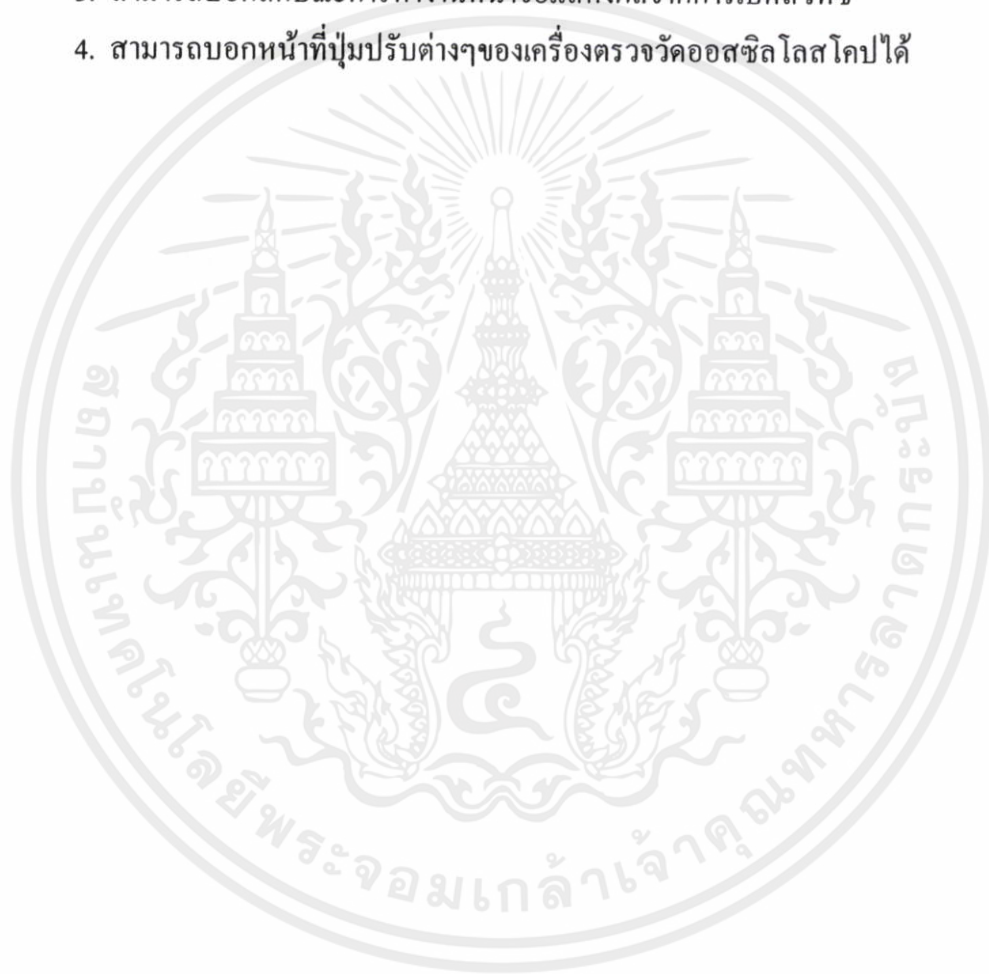 4. สามารถบอกหน้าที่ปุ่มปรับต่างๆของเครื่องตรวจวัดออสซิลโลสโคปได้
สถาบันเทคโนโลยีพระจอมเกล้าเจ้าคุณทหารลาดกระบัง